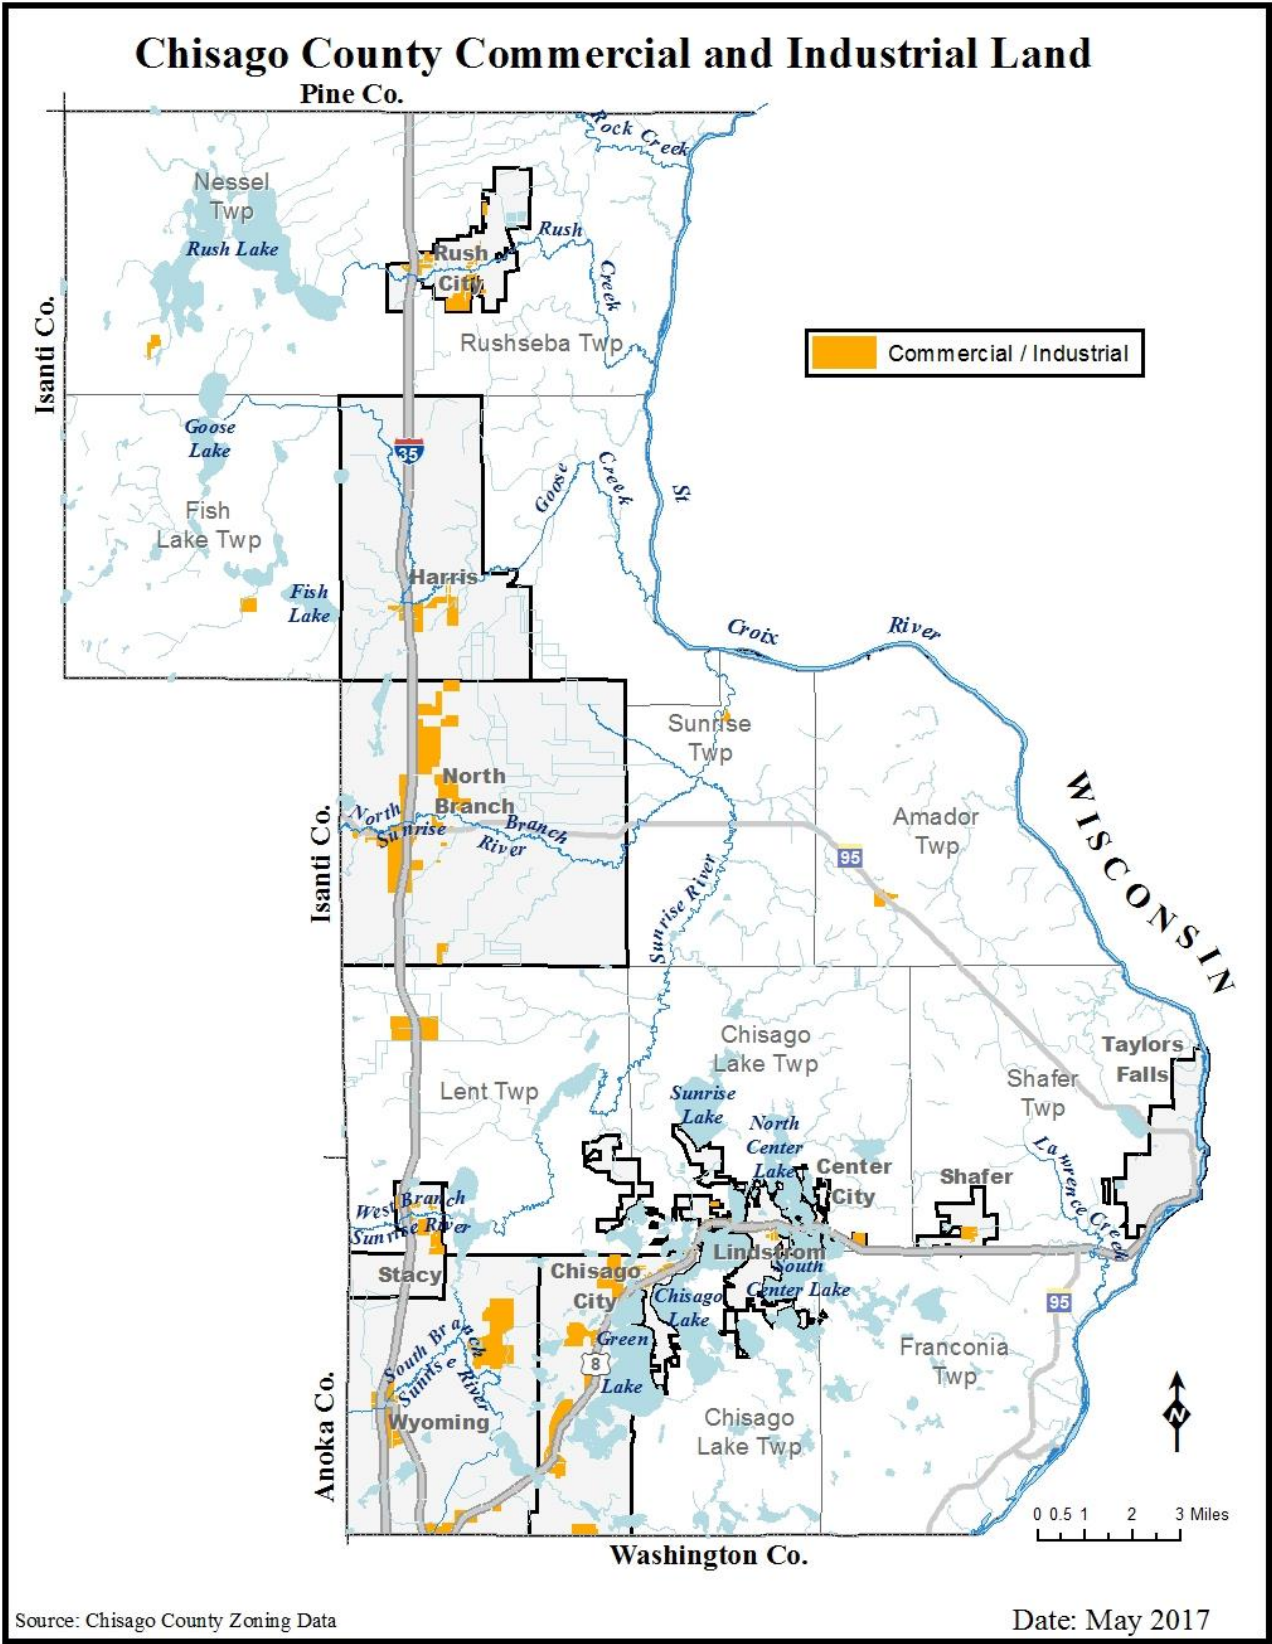 Chisago County Commercial and Industrial Land
Pine Co.
Rock Creek
Nessel
Twp
Rush Lake
Rush
Creek
Rush
City
Isanti Co.
Rushseba Twp
Commercial / Industrial
Goose
Lake
35
Goose
Creek
St
Fish
Lake Twp
Harris
Fish
Lake
Croix
River
Sunrise
Twp
WISCONSIN
North
Branch
Isanti Co.
North
Branch
Sunrise
River
Amador
Twp
95
Sunrise River
Chisago
Lake Twp
Taylors
Falls
Lent Twp
Shafer
Twp
Sunrise
Lake
North
Center
Lake
Lawrence Creek
Center
City
Shafer
West Branch
Sunrise River
Lindstrom
Stacy
Chisago
City
South
Center Lake
Chisago
Lake
95
South Branch
Sunrise River
Green
Lake
8
Franconia
Twp
Anoka Co.
Wyoming
Chisago
Lake Twp
N
0 0.5 1 2 3 Miles
Washington Co.
Source: Chisago County Zoning Data
Date: May 2017